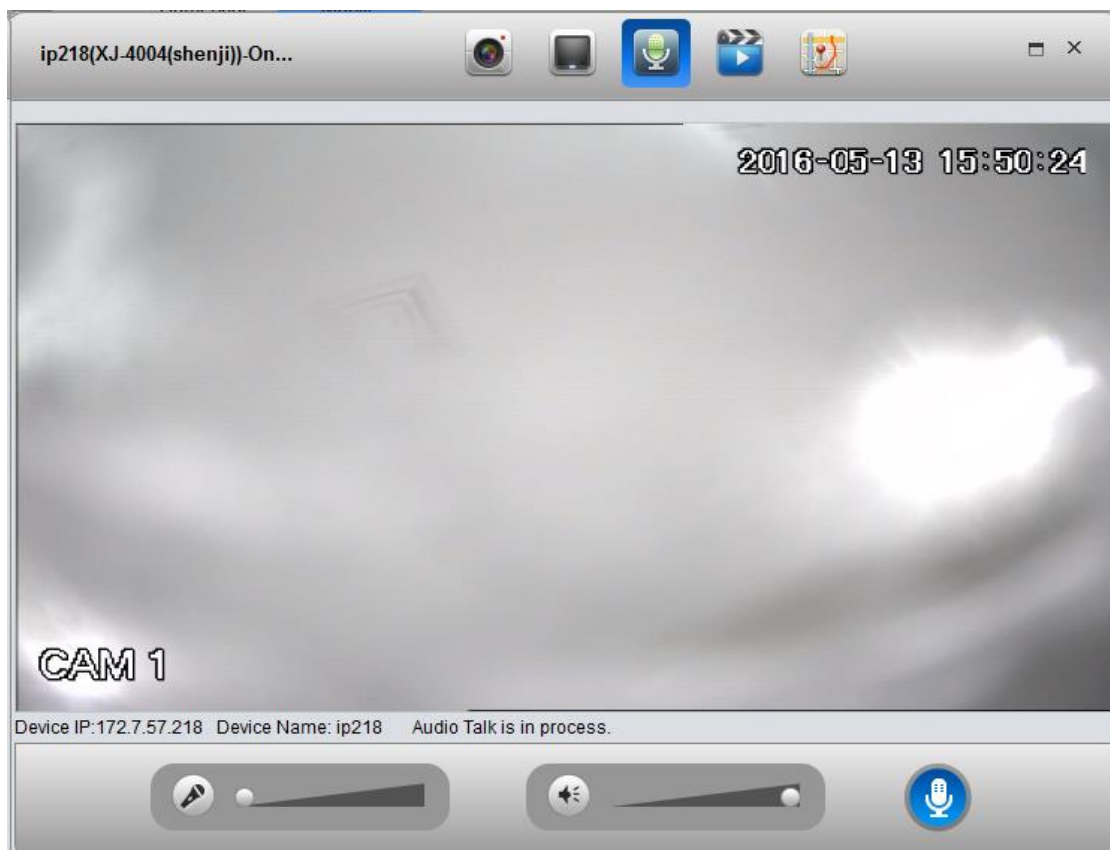 ip218(XJ-4004(shenji))-On...
2016-05-13 15:50:24
CAM 1
Device IP:172.7.57.218 Device Name: ip218 Audio Talk is in process.